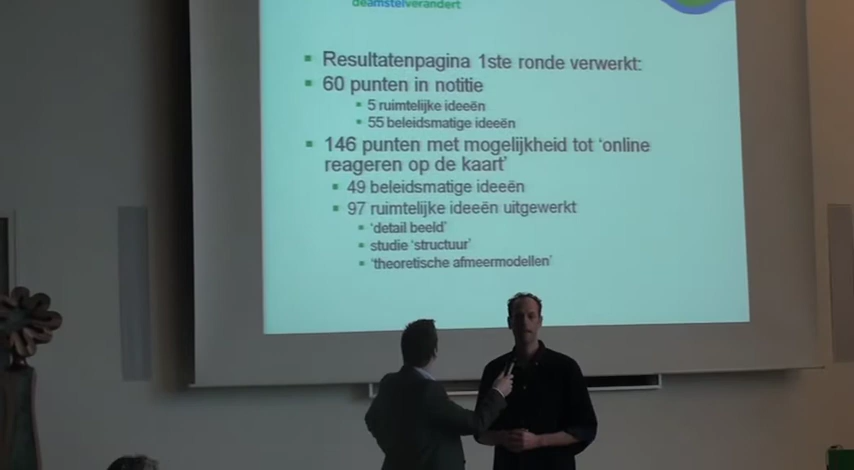 deamstelverandert
Resultatenpagina 1ste ronde verwerkt:
60 punten in notitie
5 ruimtelijke ideeën
55 beleidsmatige ideeën
146 punten met mogelijkheid tot ‘online
reageren op de kaart’
49 beleidsmatige ideeën
97 ruimtelijke ideeën uitgewerkt
‘detail beeld’
studie ‘structuur’
‘theoretische afmeermodellen’